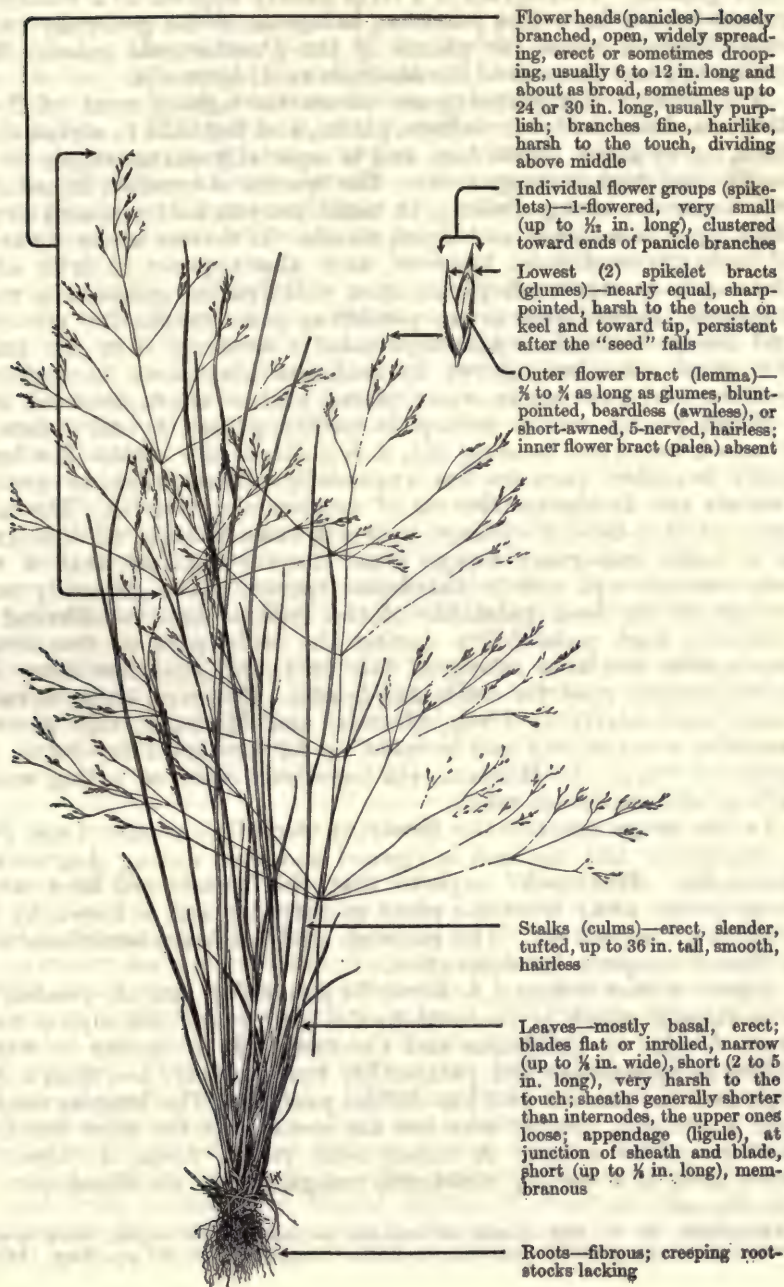 Flower heads (panicles)—loosely
branched, open, widely spread-
ing, erect or sometimes droop-
ing, usually 6 to 12 in. long and
about as broad, sometimes up to
24 or 30 in. long, usually purp-
lish; branches fine, hairlike,
harsh to the touch, dividing
above middle
Individual flower groups (spike-
lets)—1-flowered, very small
(up to in. long), clustered
toward ends of panicle branches
Lowest (2) spikelet bracts
(glumes)—nearly equal, sharp-
pointed, harsh to the touch on
keel and toward tip, persistent
after the "seed" falls
Outer flower bract (lemma)—
to as long as glumes, blunt-
pointed, beardless (awnless), or
short-awned, 5-nerved, hairless;
inner flower bract (palea) absent
Stalks (culms)—erect, slender,
tufted, up to 36 in. tall, smooth,
hairless
Leaves—mostly basal, erect;
blades flat or inrolled, narrow
(up to in. wide), short (2 to 5
in. long), very harsh to the
touch; sheaths generally shorter
than internodes, the upper ones
loose; appendage (ligule), at
junction of sheath and blade,
short (up to in. long), mem-
branous
Roots—fibrous; creeping root-
stocks lacking